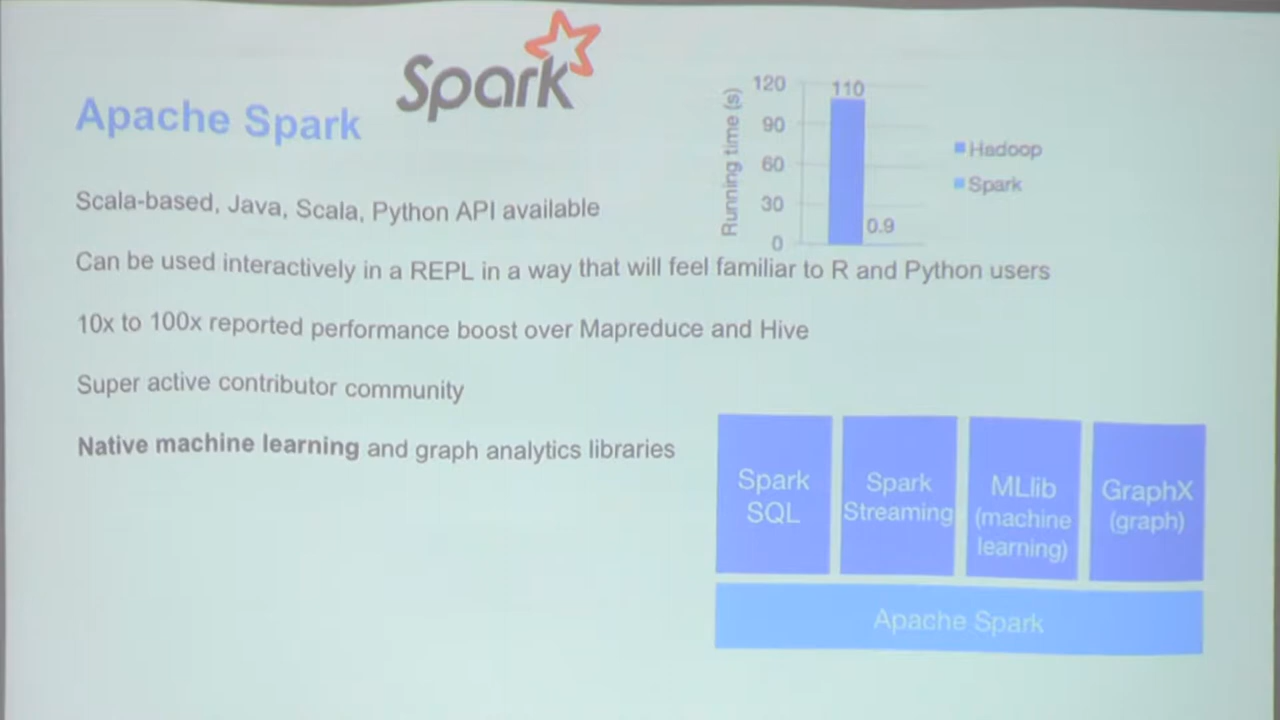 Spark
Apache Spark
Scala-based, Java, Scala, Python API available
Can be used interactively in a REPL in a way that will feel familiar to R and Python users
10x to 100x reported performance boost over Mapreduce and Hive
Super active contributor community
Native machine learning and graph analytics libraries
Running time (s)
120
90
60
30
0
110
0.9
Hadoop
Spark
Spark
SQL
Spark
Streaming
MLlib
(machine
learning)
GraphX
(graph)
Apache Spark